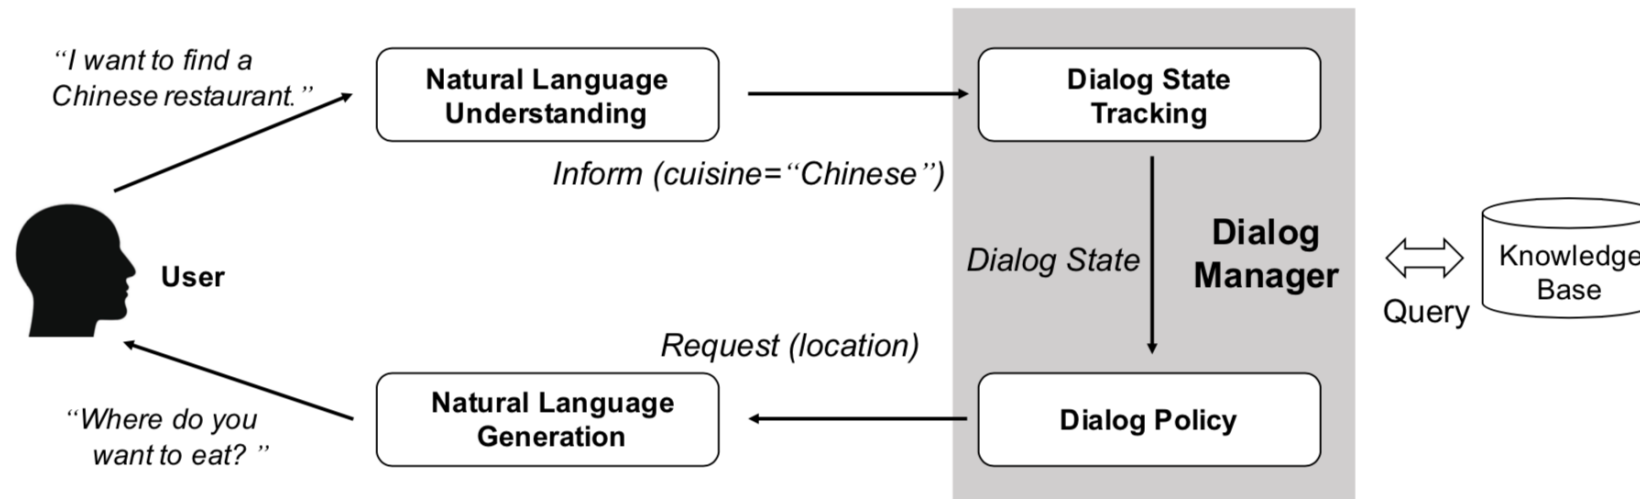 “I want to find a
Chinese restaurant.”
Natural Language
Understanding
Dialog State
Tracking
Inform (cuisine=“Chinese”)
User
Dialog State
Dialog
Manager
Knowledge
Base
Query
Request (location)
“Where do you
want to eat? ”
Natural Language
Generation
Dialog Policy